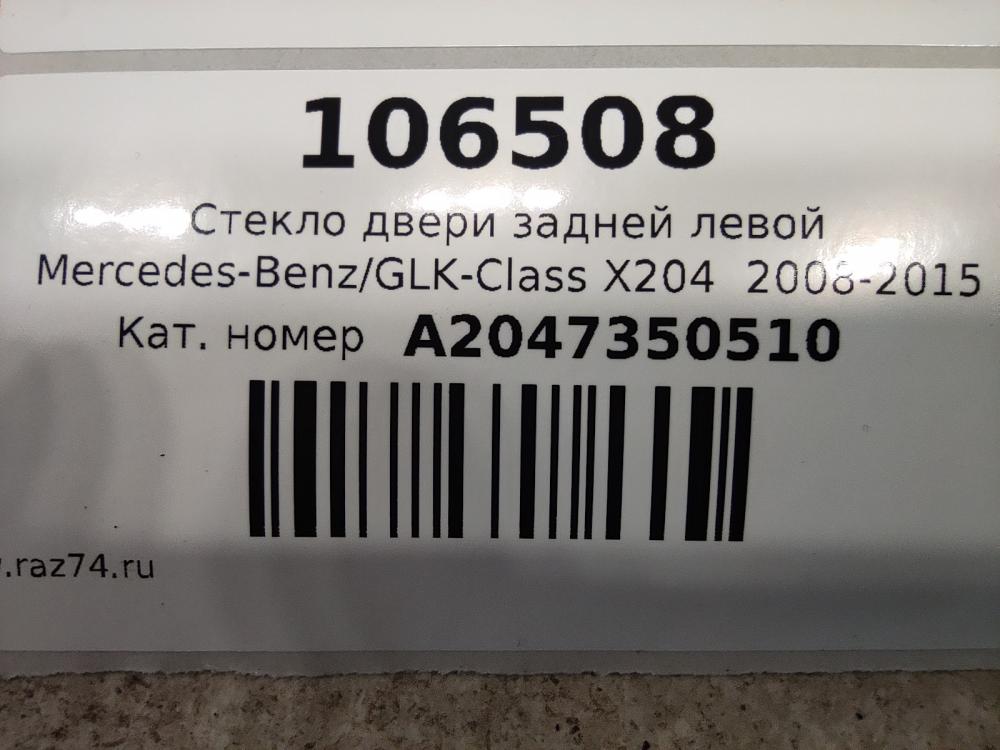 106508
Стекло двери задней левой
Mercedes-Benz/GLK-Class X204 2008-2015
Кат. номер A2047350510
.raz74.ru